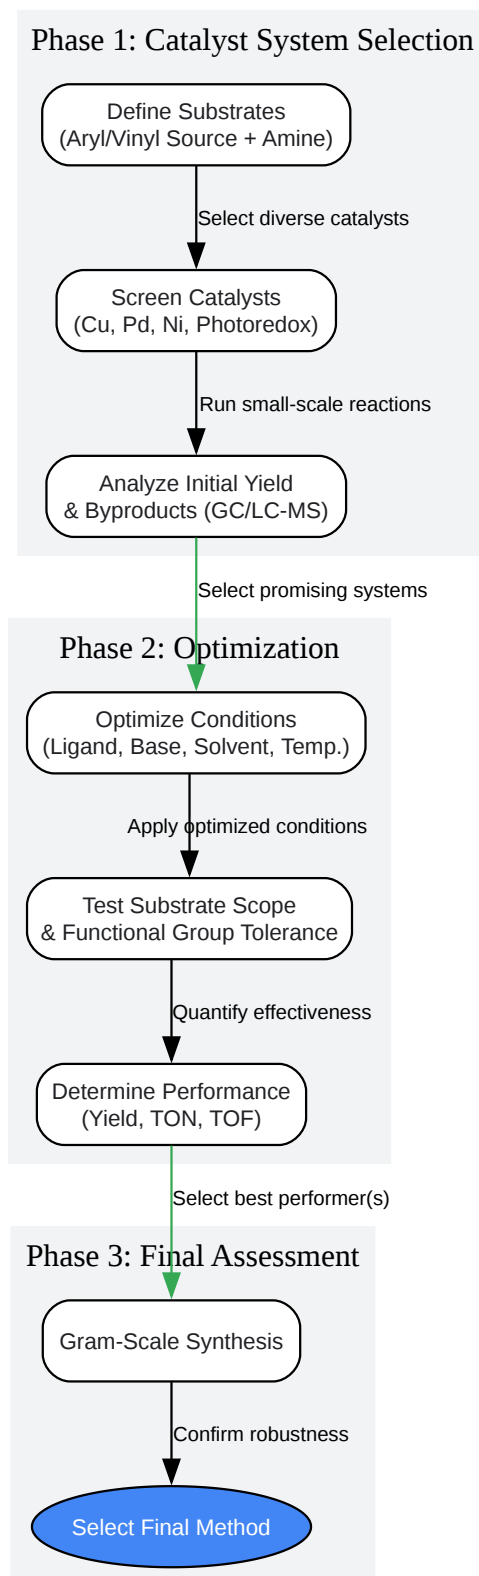 Phase 1: Catalyst System Selection
Define Substrates
(Aryl/Vinyl Source + Amine)
Select diverse catalysts
Screen Catalysts
(Cu, Pd, Ni, Photoredox)
Run small-scale reactions
Analyze Initial Yield
& Byproducts (GC/LC-MS)
Select promising systems
Phase 2: Optimization
Optimize Conditions
(Ligand, Base, Solvent, Temp.)
Apply optimized conditions
Test Substrate Scope
& Functional Group Tolerance
Quantify effectiveness
Determine Performance
(Yield, TON, TOF)
Select best performer(s)
Phase 3: Final Assessment
Gram-Scale Synthesis
Confirm robustness
Select Final Method